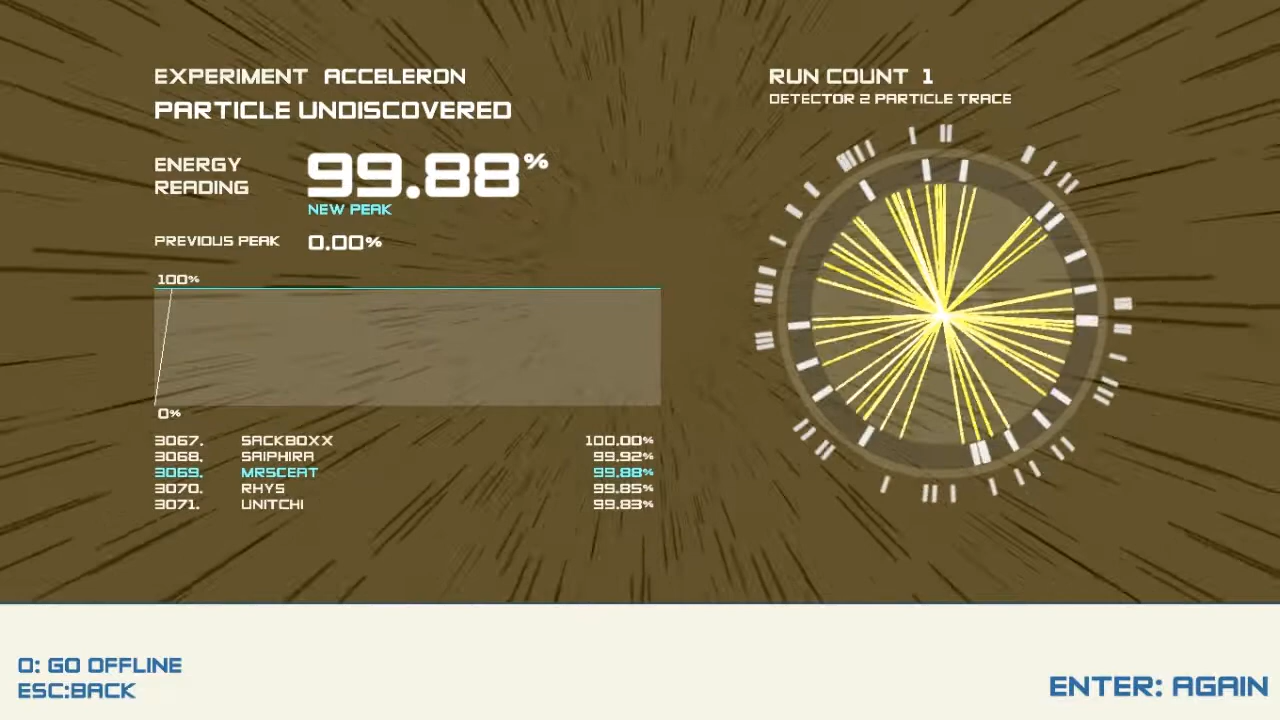 EXPERIMENT ACCELERON
PARTICLE UNDISCOVERED
ENERGY READING 99.88%
NEW PEAK
PREVIOUS PEAK 0.00%
100%
0%
3067. SACKBOXX 100.00%
3068. SAIPHIRA 99.92%
3069. MRSCEAT 99.88%
3070. RHYS 99.85%
3071. UNITCHI 99.83%
RUN COUNT 1
DETECTOR 2 PARTICLE TRACE
O: GO OFFLINE
ESC:BACK
ENTER: AGAIN